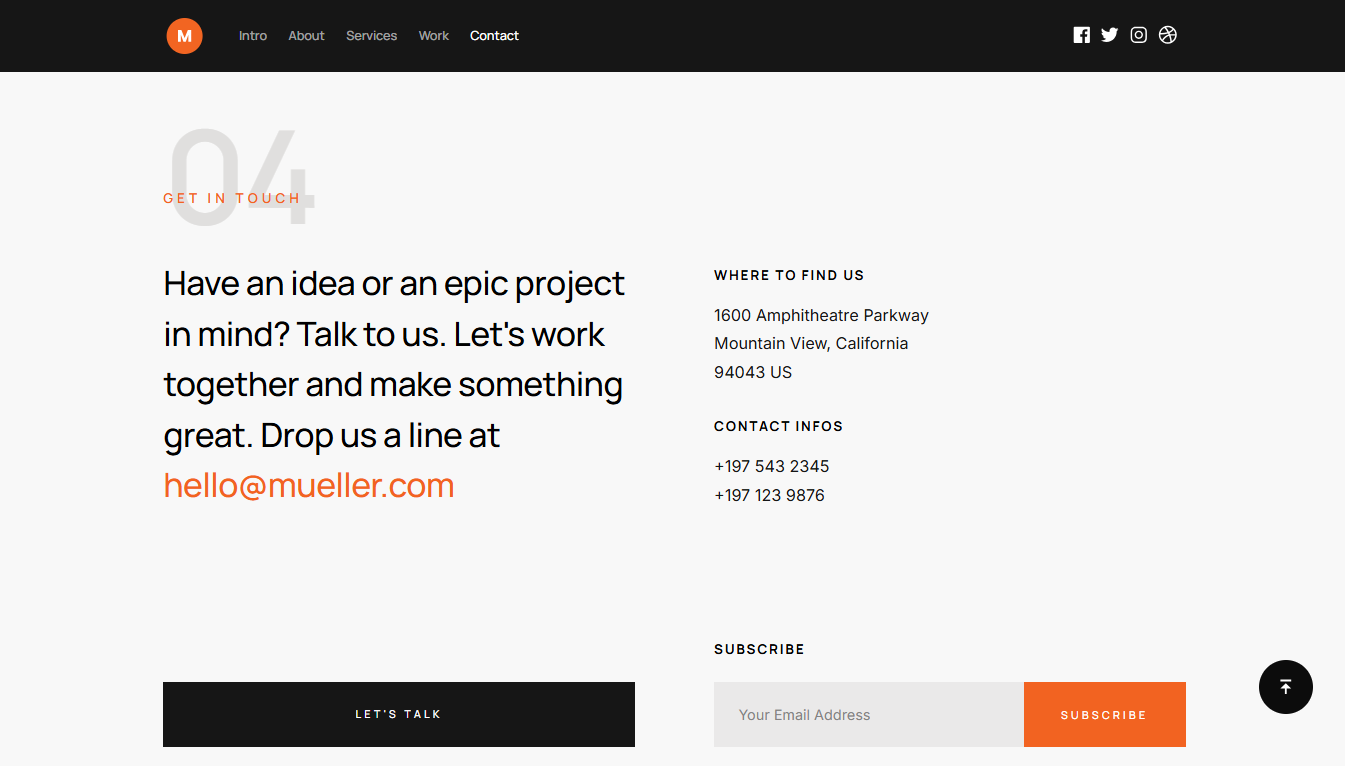 M
Intro
About
Services
Work
Contact
04
GET IN TOUCH
Have an idea or an epic project
in mind? Talk to us. Let's work
together and make something
great. Drop us a line at
hello@mueller.com
LET'S TALK
WHERE TO FIND US
1600 Amphitheatre Parkway
Mountain View, California
94043 US
CONTACT INFOS
+197 543 2345
+197 123 9876
SUBSCRIBE
Your Email Address
SUBSCRIBE